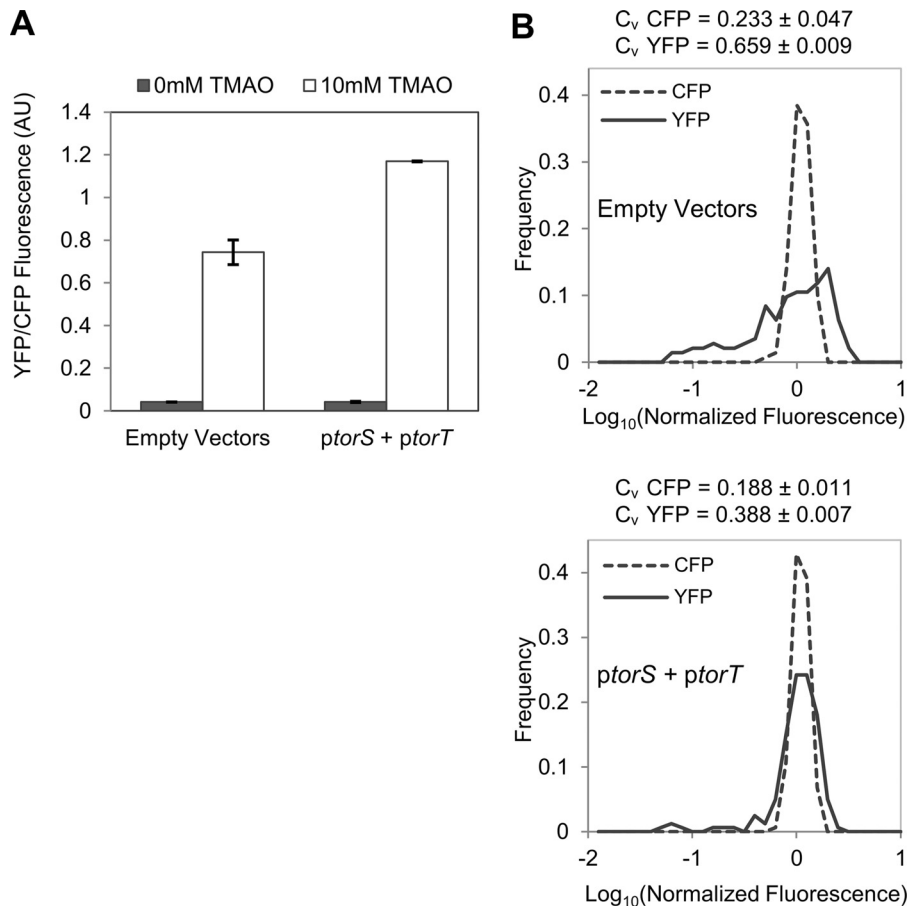 A
0mM TMAO 10mM TMAO
YFP/CFP Fluorescence (AU)
1.4
1.2
1
0.8
0.6
0.4
0.2
0
Empty Vectors ptorS + ptorT
B
Cv CFP = 0.233 ± 0.047
Cv YFP = 0.659 ± 0.009
CFP
YFP
Empty Vectors
Frequency
0.4
0.3
0.2
0.1
0
-2 -1 0 1
Log10(Normalized Fluorescence)
Cv CFP = 0.188 ± 0.011
Cv YFP = 0.388 ± 0.007
CFP
YFP
ptorS + ptorT
Frequency
0.4
0.3
0.2
0.1
0
-2 -1 0 1
Log10(Normalized Fluorescence)